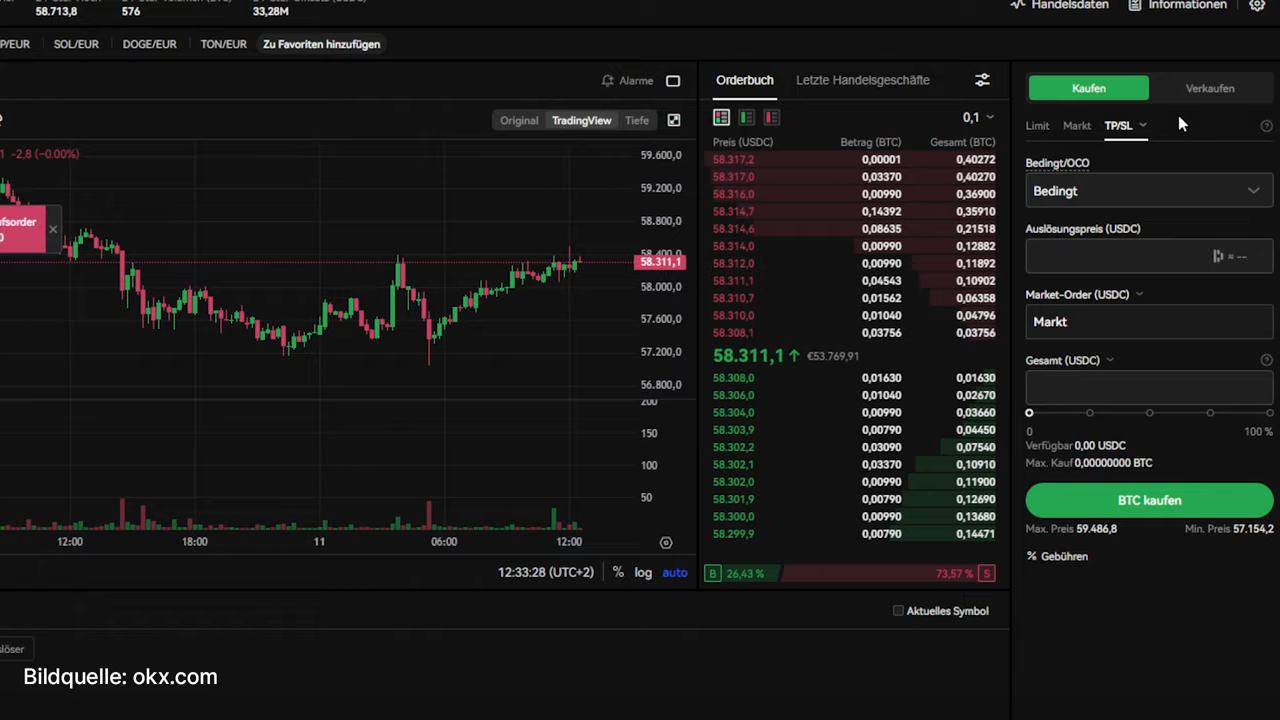 58.713,8 576 33,28M
Handelsdaten Informationen
P/EUR SOL/EUR DOGE/EUR TON/EUR Zu Favoriten hinzufügen
Alarme
Original TradingView Tiefe
1 -2,8 (-0.00%)
fsorder
0
59.600,0
59.200,0
58.800,0
58.400,0
58.311,1
58.000,0
57.600,0
57.200,0
56.800,0
200
150
100
50
12:00 18:00 11 06:00 12:00
12:33:28 (UTC+2) % log auto
Orderbuch Letzte Handelsgeschäfte
0,1
Preis (USDC) Betrag (BTC) Gesamt (BTC)
58.317,2 0,00001 0,40272
58.317,0 0,03370 0,40270
58.316,0 0,00990 0,36900
58.314,7 0,14392 0,35910
58.314,6 0,08635 0,21518
58.314,0 0,00990 0,12882
58.312,0 0,00990 0,11892
58.311,1 0,04543 0,10902
58.310,7 0,01562 0,06358
58.310,0 0,01040 0,04796
58.308,1 0,03756 0,03756
58.311,1 ↑ €53.769,91
58.308,0 0,01630 0,01630
58.306,0 0,01040 0,02670
58.304,0 0,00990 0,03660
58.303,9 0,00790 0,04450
58.302,2 0,03090 0,07540
58.302,1 0,03370 0,10910
58.302,0 0,00990 0,11900
58.301,9 0,00790 0,12690
58.300,0 0,00990 0,13680
58.299,9 0,00790 0,14471
B 26,43 % 73,57 % S
Kaufen Verkaufen
Limit Markt TP/SL
Bedingt/OCO
Bedingt
Auslösungspreis (USDC)
≈ --
Market-Order (USDC)
Markt
Gesamt (USDC)
0 100 %
Verfügbar 0,00 USDC
Max. Kauf 0,00000000 BTC
BTC kaufen
Max. Preis 59.486,8 Min. Preis 57.154,2
% Gebühren
Aktuelles Symbol
slöser
Bildquelle: okx.com